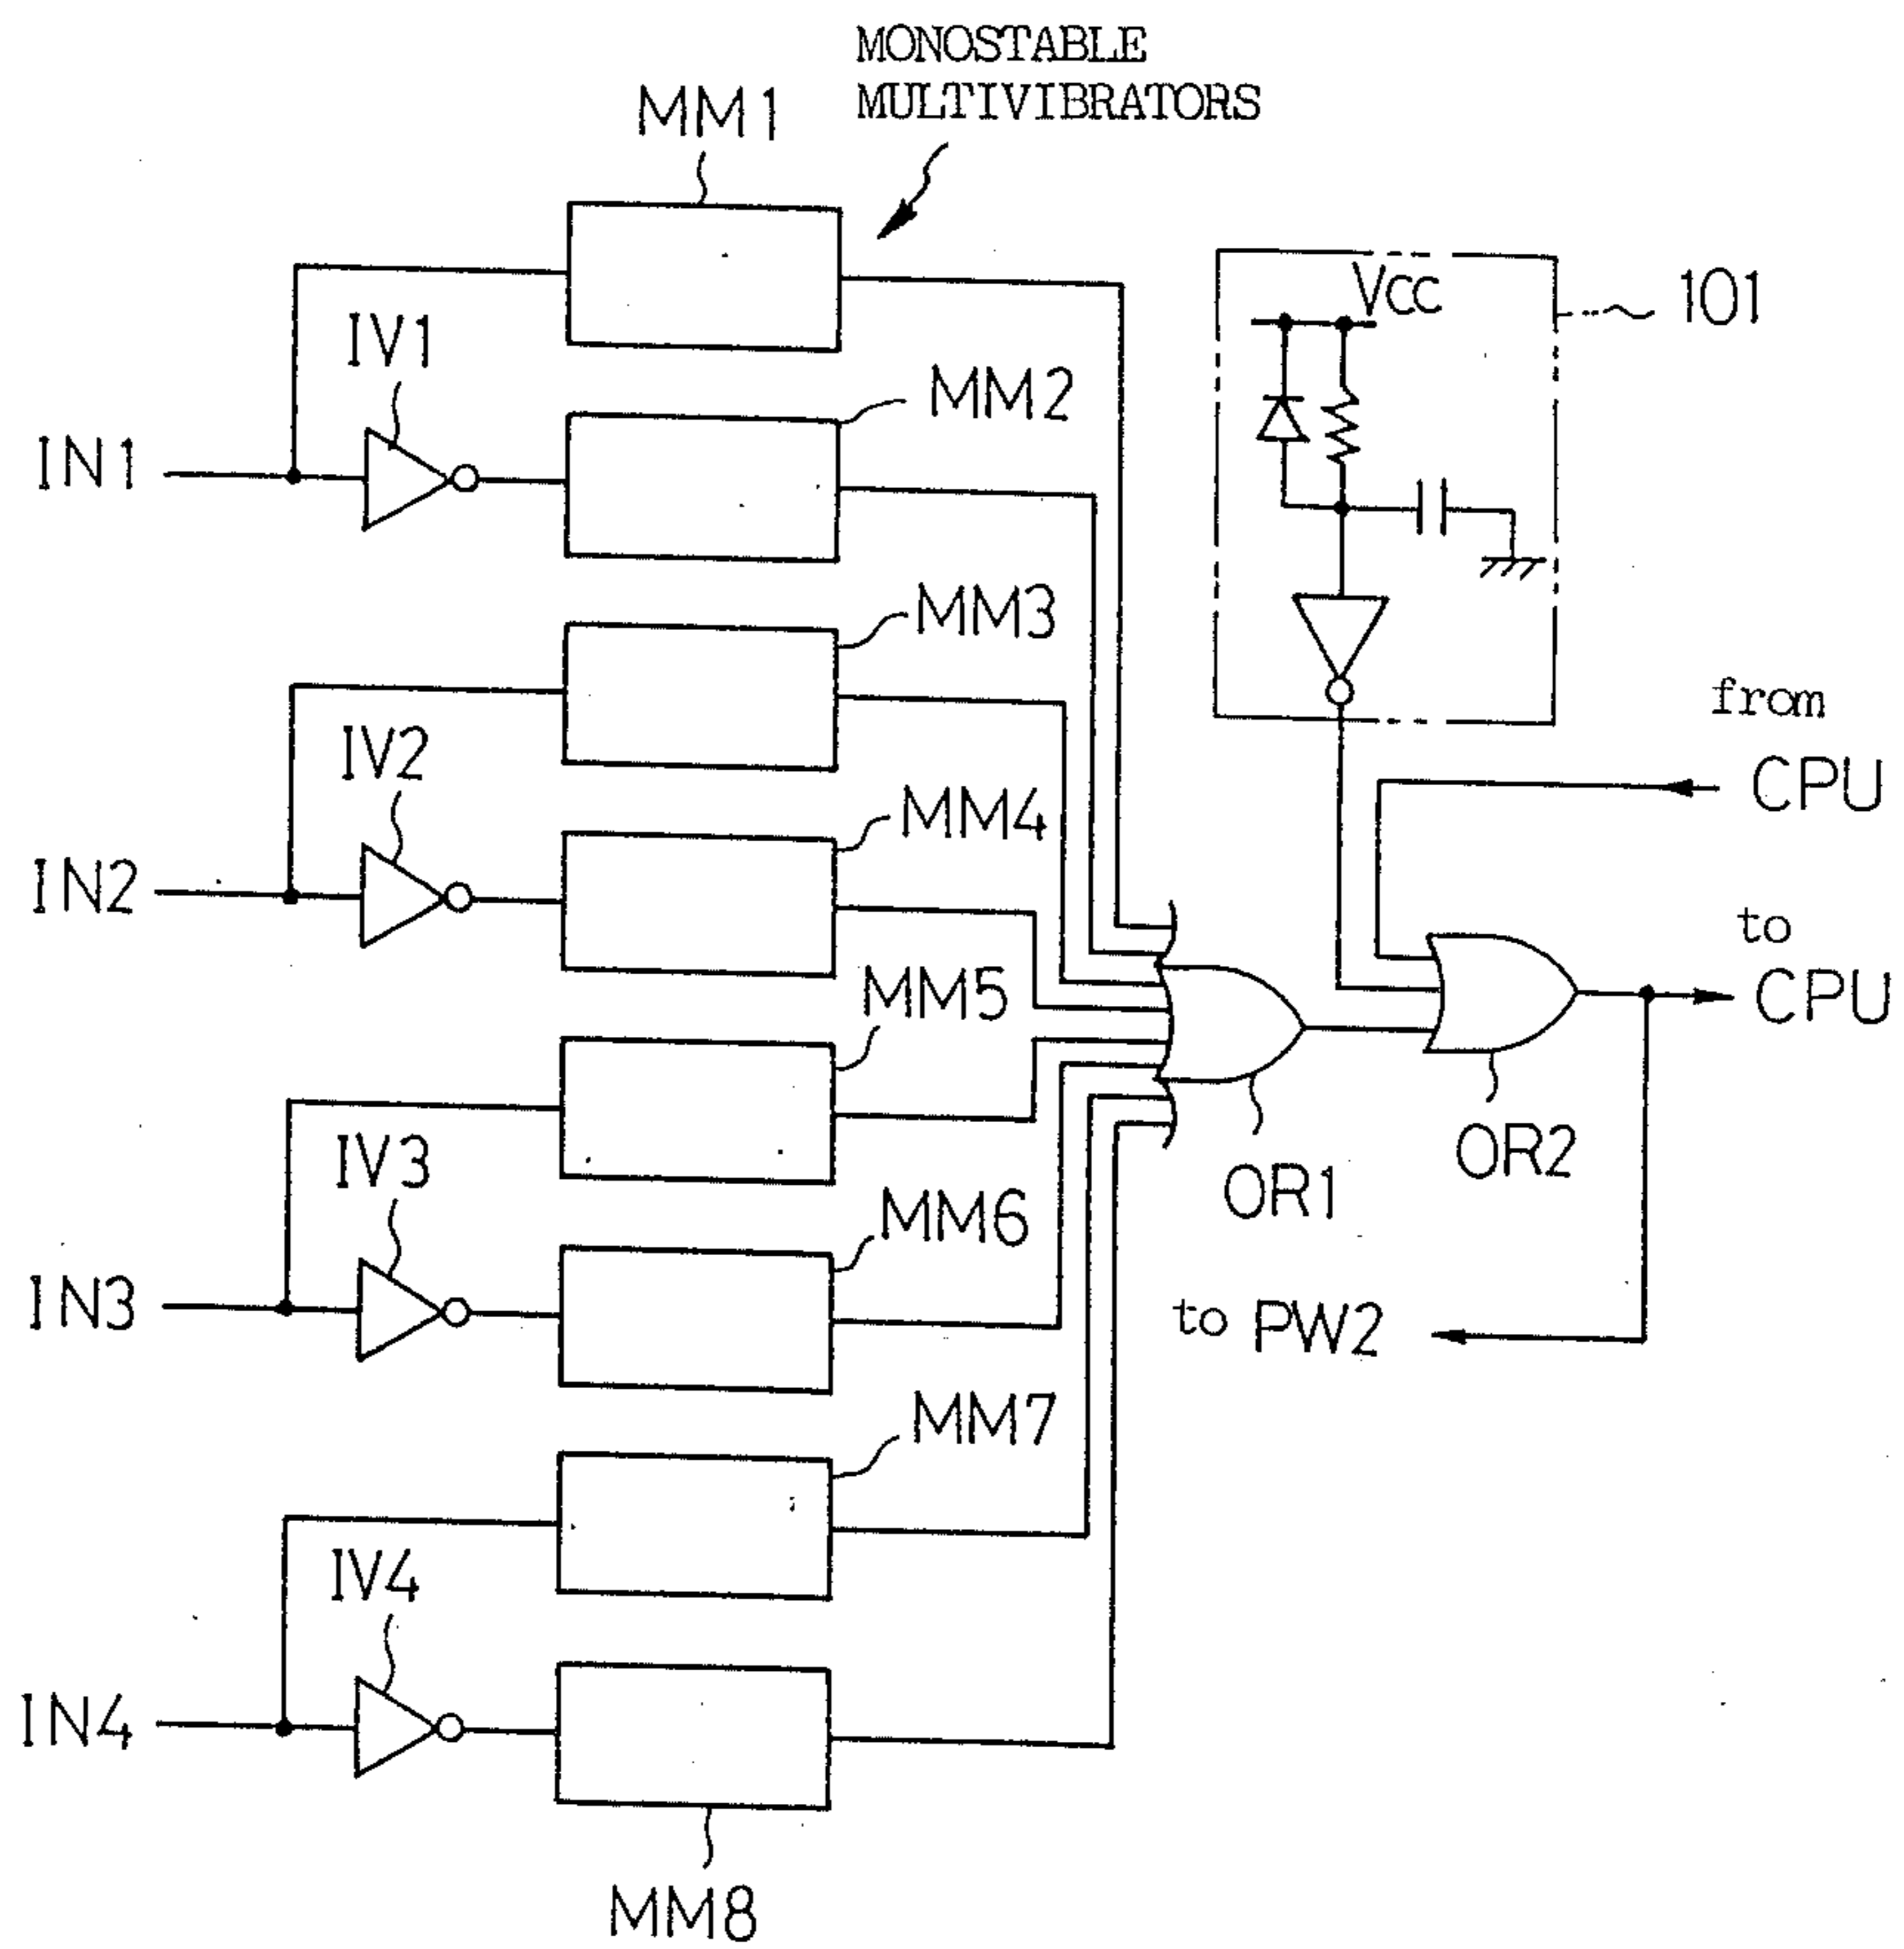 MONOSTABLE
MULTIVIBRATORS
MM1
VCC
101
IV1
MM2
IN1
MM3
from
CPU
IV2
MM4
IN2
to
CPU
MM5
IV3
OR2
OR1
MM6
IN3
to PW2
MM7
IV4
IN4
MM8